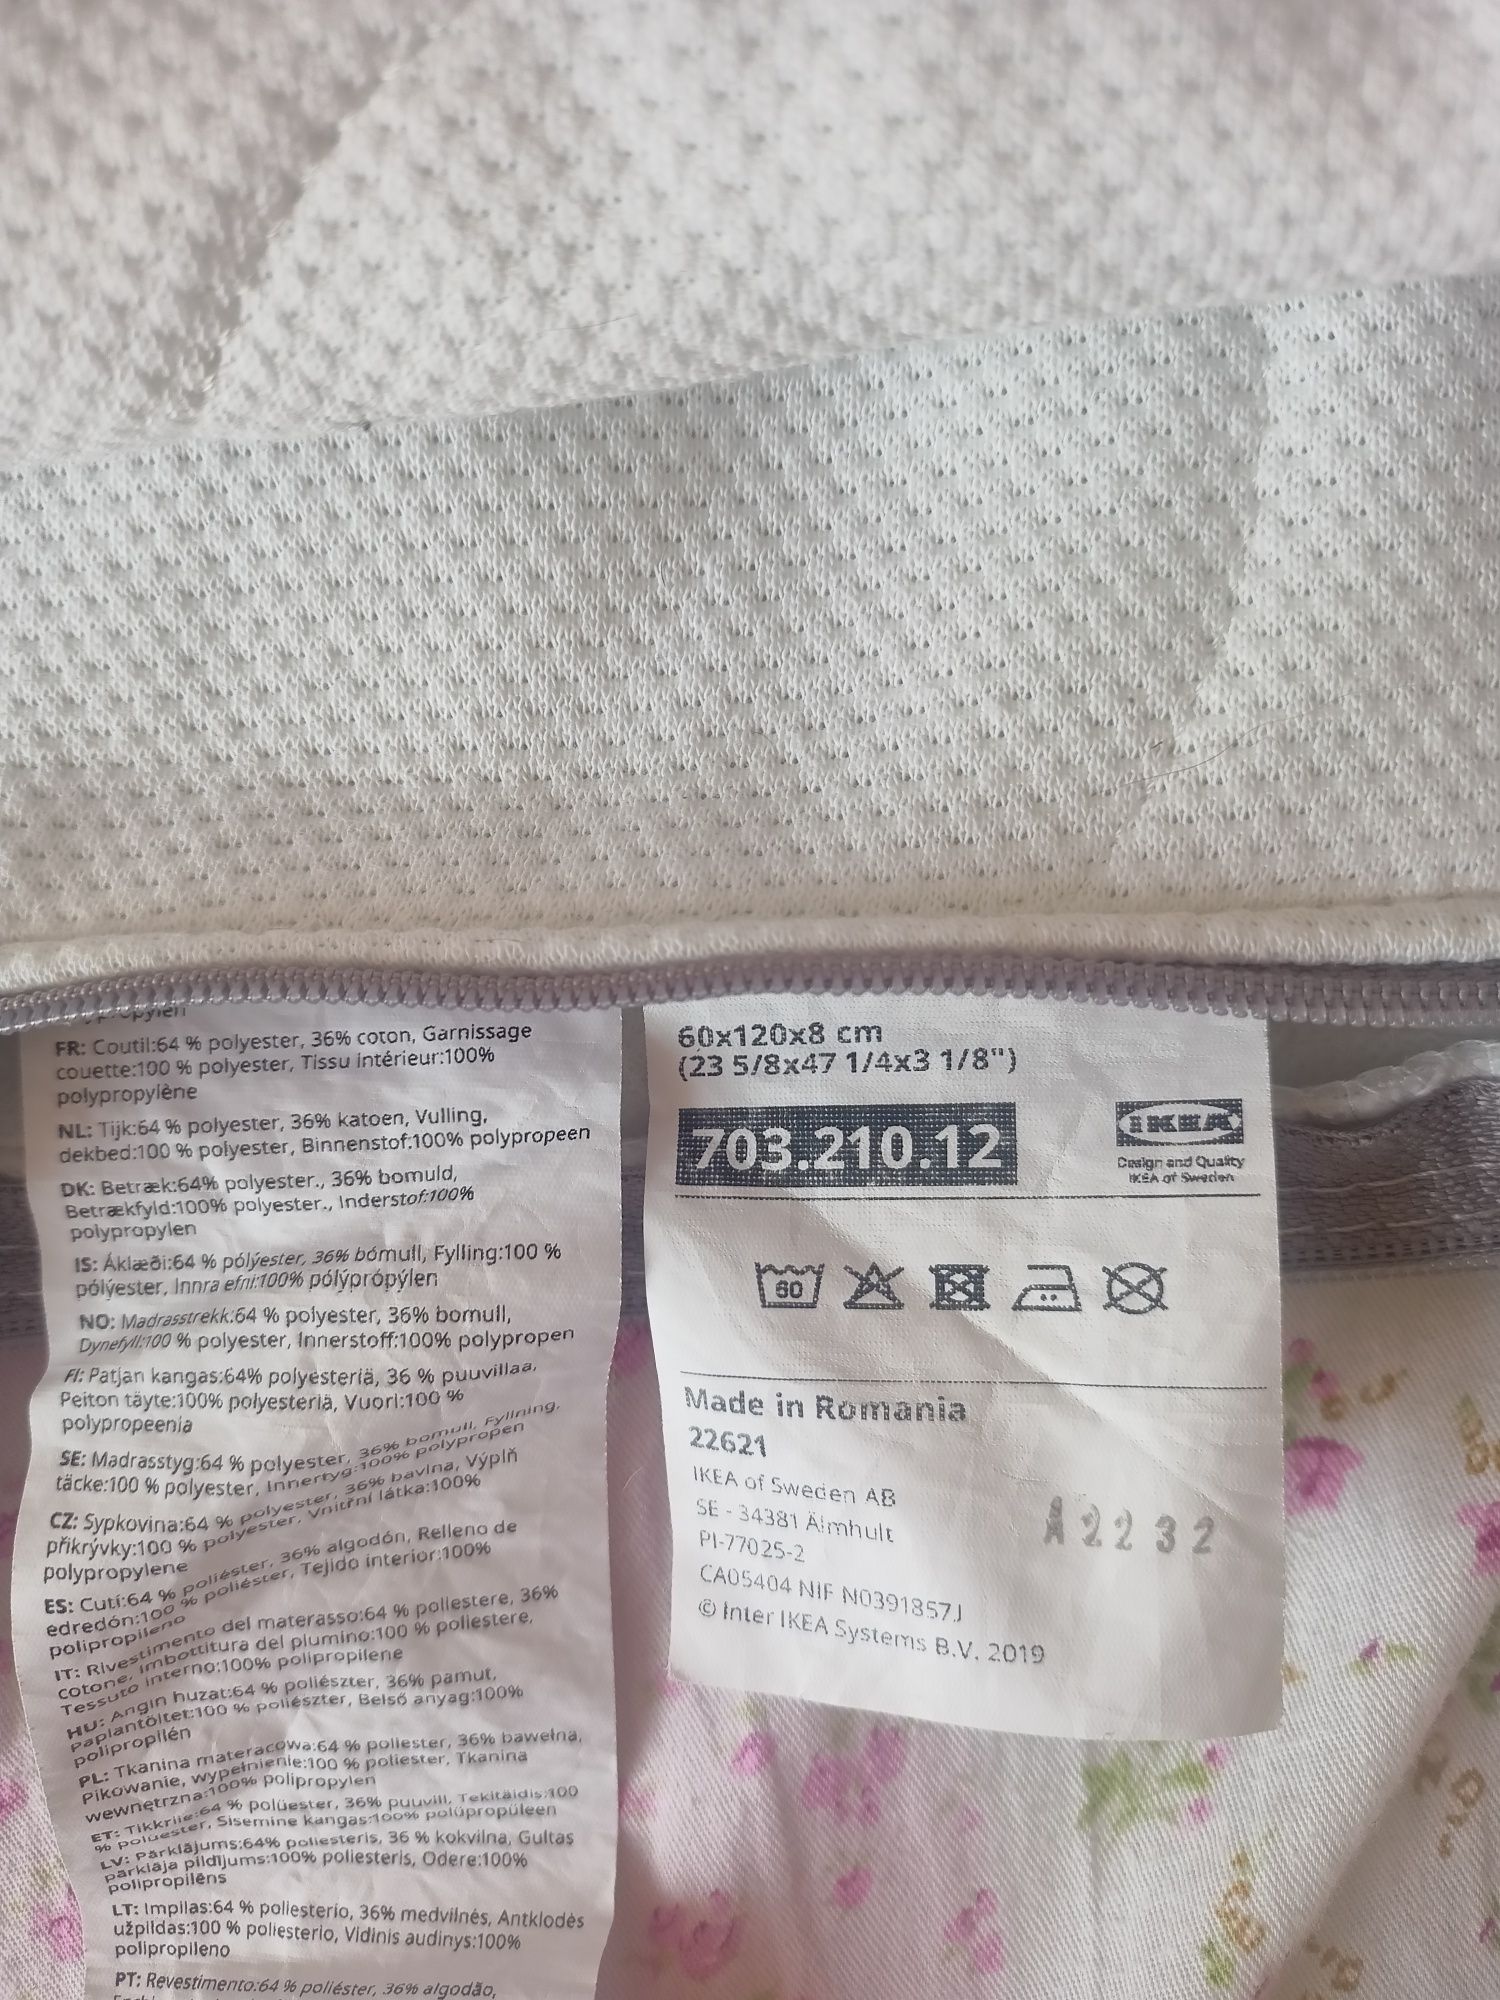 FR: Coutil:64 % polyester, 36% coton, Garnissage
couette:100 % polyester, Tissu intérieur:100%
polypropylène
NL: Tijk:64 % polyester, 36% katoen, Vulling,
dekbed:100 % polyester, Binnenstof:100% polypropeen
DK: Betræk:64% polyester., 36% bomuld,
Betrækfyld:100% polyester., Inderstof:100%
polypropylen
IS: Áklæði:64 % pólýester, 36% bómull, Fylling:100 %
pólýester, Innra efni:100% pólýprópýlen
NO: Madrasstrekk:64 % polyester, 36% bomull,
Dynefyll:100 % polyester, Innerstoff:100% polypropen
FI: Patjan kangas:64% polyesteriä, 36 % puuvillaa,
Peiton täyte:100% polyesteriä, Vuori:100 %
polypropeenia
SE: Madrasstyg:64 % polyester, 36% bomull, Fyllning,
täcke:100 % polyester, Innertyg:100% polypropen
CZ: Sypkovina:64 % polyester, 36% bavlna, Výplň
přikrývky:100 % polyester, Vnitřní látka:100%
polypropylene
ES: Cutí:64 % poliéster, 36% algodón, Relleno de
edredón:100 % poliéster, Tejido interior:100%
polipropileno
IT: Rivestimento del materasso:64 % poliestere, 36%
cotone, Imbottitura del piumino:100 % poliestere,
Tessuto interno:100% polipropilene
HU: Angin huzat:64 % poliészter, 36% pamut,
Paplantöltet:100 % poliészter, Belső anyag:100%
polipropilén
PL: Tkanina materacowa:64 % poliester, 36% bawełna,
Pikowanie, wypełnienie:100 % poliester, Tkanina
wewnętrzna:100% polipropylen
ET: Tikkriie:64 % polüester, 36% puuvill, Tekitäidis:100
% polüester, Sisemine kangas:100% polüpropüleen
LV: Pārklājums:64% poliesteris, 36 % kokvilna, Gultas
pārklāja pildījums:100% poliesteris, Odere:100%
polipropilēns
LT: Impilas:64 % poliesterio, 36% medvilnės, Antklodės
užpildas:100 % poliesterio, Vidinis audinys:100%
polipropileno
PT: Revestimento:64 % poliéster, 36% algodão,
60x120x8 cm
(23 5/8x47 1/4x3 1/8")
703.210.12
IKEA
Design and Quality
IKEA of Sweden
60
Made in Romania
22621
IKEA of Sweden AB
SE - 34381 Älmhult
PI-77025-2
CA05404 NIF N0391857J
© Inter IKEA Systems B.V. 2019
A2232